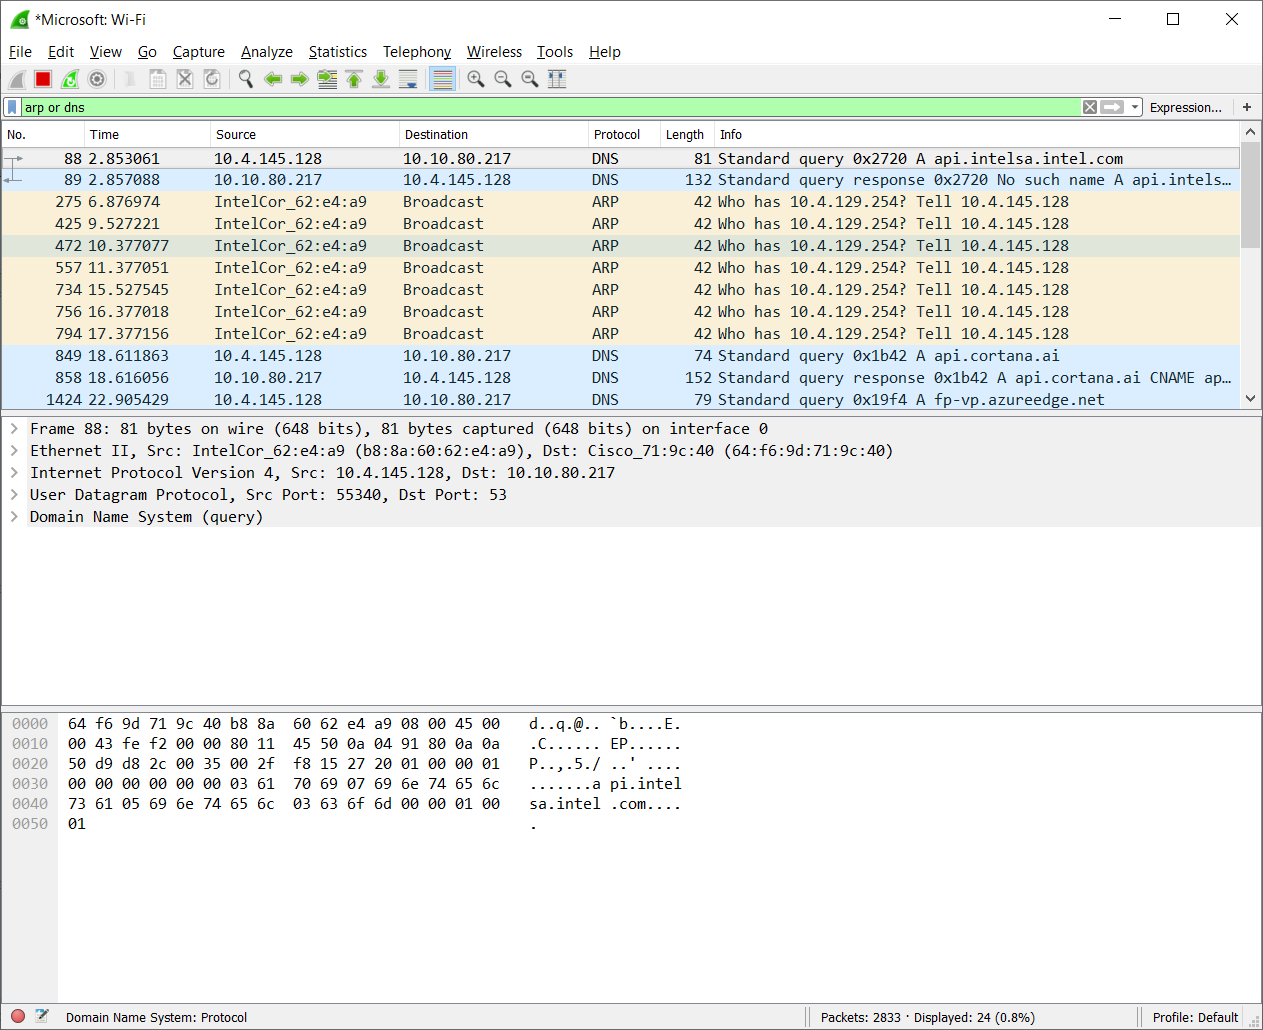 *Microsoft: Wi-Fi
File Edit View Go Capture Analyze Statistics Telephony Wireless Tools Help
arp or dns Expression... +
No. Time Source Destination Protocol Length Info
88 2.853061 10.4.145.128 10.10.80.217 DNS 81 Standard query 0x2720 A api.intelsa.intel.com
89 2.857088 10.10.80.217 10.4.145.128 DNS 132 Standard query response 0x2720 No such name A api.intels...
275 6.876974 IntelCor_62:e4:a9 Broadcast ARP 42 Who has 10.4.129.254? Tell 10.4.145.128
425 9.527221 IntelCor_62:e4:a9 Broadcast ARP 42 Who has 10.4.129.254? Tell 10.4.145.128
472 10.377077 IntelCor_62:e4:a9 Broadcast ARP 42 Who has 10.4.129.254? Tell 10.4.145.128
557 11.377051 IntelCor_62:e4:a9 Broadcast ARP 42 Who has 10.4.129.254? Tell 10.4.145.128
734 15.527545 IntelCor_62:e4:a9 Broadcast ARP 42 Who has 10.4.129.254? Tell 10.4.145.128
756 16.377018 IntelCor_62:e4:a9 Broadcast ARP 42 Who has 10.4.129.254? Tell 10.4.145.128
794 17.377156 IntelCor_62:e4:a9 Broadcast ARP 42 Who has 10.4.129.254? Tell 10.4.145.128
849 18.611863 10.4.145.128 10.10.80.217 DNS 74 Standard query 0x1b42 A api.cortana.ai
858 18.616056 10.10.80.217 10.4.145.128 DNS 152 Standard query response 0x1b42 A api.cortana.ai CNAME ap...
1424 22.905429 10.4.145.128 10.10.80.217 DNS 79 Standard query 0x19f4 A fp-vp.azureedge.net
Frame 88: 81 bytes on wire (648 bits), 81 bytes captured (648 bits) on interface 0
Ethernet II, Src: IntelCor_62:e4:a9 (b8:8a:60:62:e4:a9), Dst: Cisco_71:9c:40 (64:f6:9d:71:9c:40)
Internet Protocol Version 4, Src: 10.4.145.128, Dst: 10.10.80.217
User Datagram Protocol, Src Port: 55340, Dst Port: 53
Domain Name System (query)
0000 64 f6 9d 71 9c 40 b8 8a 60 62 e4 a9 08 00 45 00 d..q.@.. `b....E.
0010 00 43 fe f2 00 00 80 11 45 50 0a 04 91 80 0a 0a .C...... EP......
0020 50 d9 d8 2c 00 35 00 2f f8 15 27 20 01 00 00 01 P..,.5./ ..' ....
0030 00 00 00 00 00 00 03 61 70 69 07 69 6e 74 65 6c .......a pi.intel
0040 73 61 05 69 6e 74 65 6c 03 63 6f 6d 00 00 01 00 sa.intel .com....
0050 01 .
Domain Name System: Protocol Packets: 2833 · Displayed: 24 (0.8%) Profile: Default